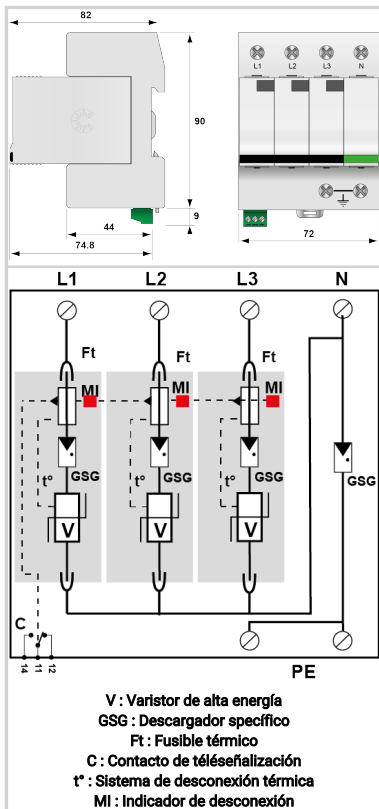 82
90
9
44
74.8
L1 L2 L3 N
72
L1 L2 L3 N
Ft Ft Ft
MI MI MI
t° GSG t° GSG t° GSG GSG
V V V
C
14 11 12
PE
V : Varistor de alta energía
GSG : Descargador specífico
Ft : Fusible térmico
C : Contacto de téléseñalización
t° : Sistema de desconexión térmica
MI : Indicador de desconexión